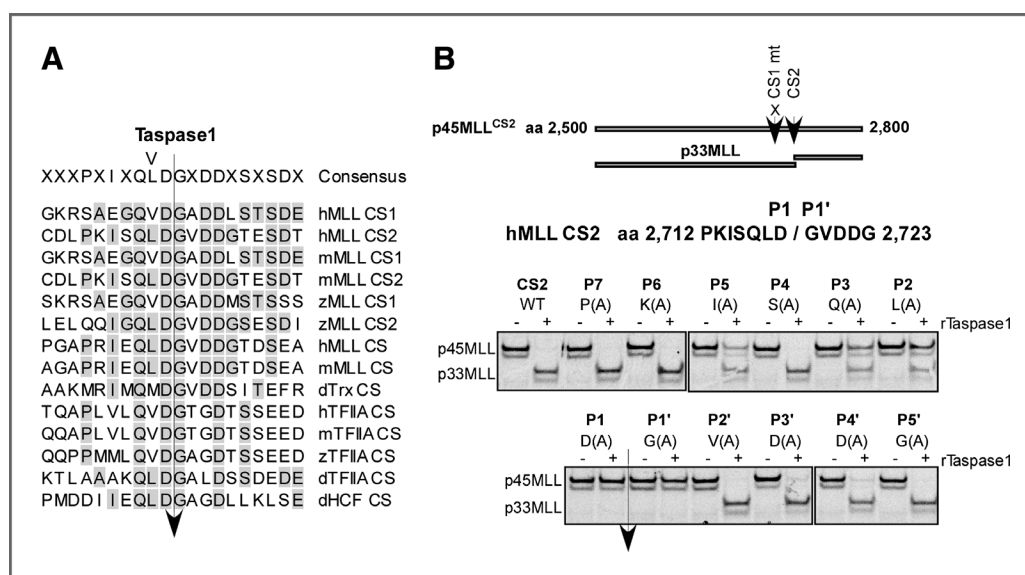 A
Taspase1
V
XXXPXIXQLDGXDDXSXSDX Consensus
GKRSAEGQVDGADDLSTSDE hMLL CS1
CDLPKISQLDGVDDGTESDT hMLL CS2
GKRSAEGQVDGADDLSTSDE mMLL CS1
CDLPKISQLDGVDDGTESDT mMLL CS2
SKRSAEGQVDGADDMSTSSS zMLL CS1
LELQQIGQLDGVDDGSESDI zMLL CS2
PGAPRIEQLDGVDDGTDSEA hMLL CS
AGAPRIEQLDGVDDGTDSEA mMLL CS
AAKMRIMQMDGVDDSITEFR dTrx CS
TQAPLVLQVDGTGDTSSEED hTFIIA CS
QQAPLVLQVDGTGDTSSEED mTFIIA CS
QQPPMMLQVDGTGDTSSEED zTFIIA CS
KTLAAAKQLDGALDSSDEDE dTFIIA CS
PMDDIIEQLDGAGDLLKLSE dHCF CS
B
X CS1 mt
CS2
p45MLLCS2 aa 2,500 2,800
p33MLL
P1 P1'
hMLL CS2 aa 2,712 PKISQLD / GVDDG 2,723
CS2 P7 P6 P5 P4 P3 P2
WT P(A) K(A) I(A) S(A) Q(A) L(A)
- + - + - + - + - + - + - + rTaspase1
p45MLL
p33MLL
P1 P1' P2' P3' P4' P5'
D(A) G(A) V(A) D(A) D(A) G(A)
- + - + - + - + - + - + rTaspase1
p45MLL
p33MLL